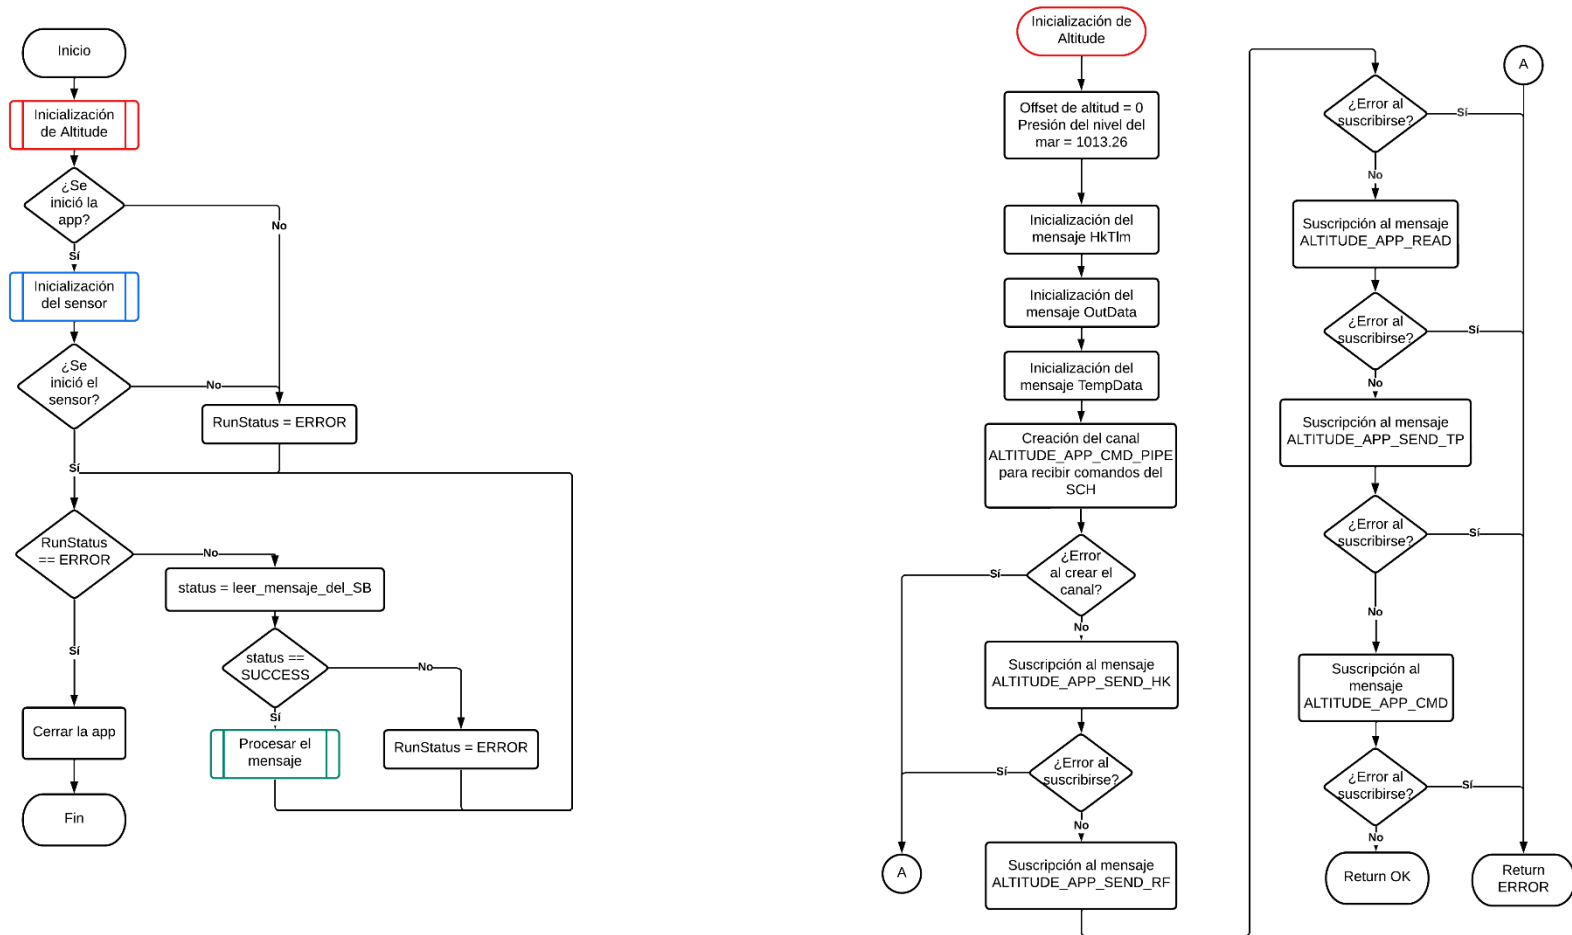 Inicio
Inicialización
de Altitude
¿Se
inició la
app?
No
Sí
Inicialización
del sensor
¿Se
inició el
sensor?
No
RunStatus = ERROR
Sí
RunStatus
== ERROR
No
status = leer_mensaje_del_SB
status ==
SUCCESS
No
Sí
Sí
Procesar el
mensaje
RunStatus = ERROR
Cerrar la app
Fin
Inicialización de
Altitude
Offset de altitud = 0
Presión del nivel del
mar = 1013.26
Inicialización del
mensaje HkTlm
Inicialización del
mensaje OutData
Inicialización del
mensaje TempData
Creación del canal
ALTITUDE_APP_CMD_PIPE
para recibir comandos del
SCH
¿Error
al crear el
canal?
Sí
No
Suscripción al mensaje
ALTITUDE_APP_SEND_HK
¿Error al
suscribirse?
Sí
No
A
Suscripción al mensaje
ALTITUDE_APP_SEND_RF
A
¿Error al
suscribirse?
Sí
No
Suscripción al mensaje
ALTITUDE_APP_READ
¿Error al
suscribirse?
Sí
No
Suscripción al mensaje
ALTITUDE_APP_SEND_TP
¿Error al
suscribirse?
Sí
No
Suscripción al
mensaje
ALTITUDE_APP_CMD
¿Error al
suscribirse?
Sí
No
Return OK
Return
ERROR